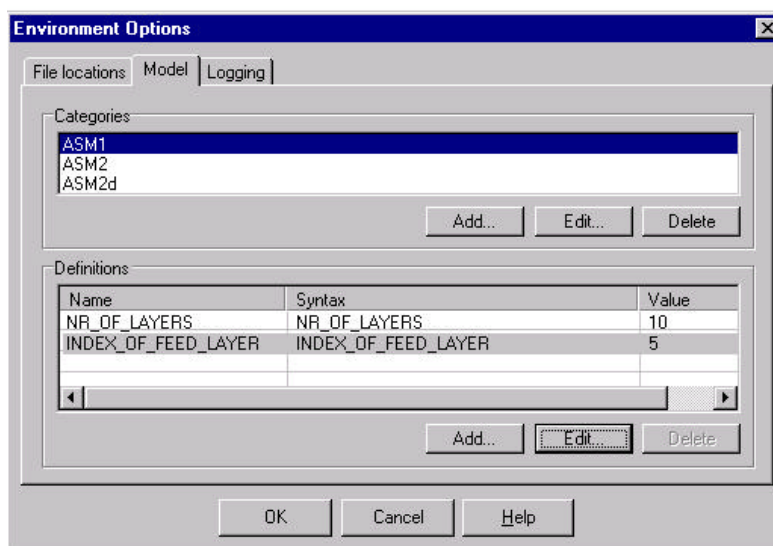 Environment Options
File locations Model Logging
Categories
ASM1
ASM2
ASM2d
Add... Edit... Delete
Definitions
Name Syntax Value
NR_OF_LAYERS NR_OF_LAYERS 10
INDEX_OF_FEED_LAYER INDEX_OF_FEED_LAYER 5
Add... Edit... Delete
OK Cancel Help